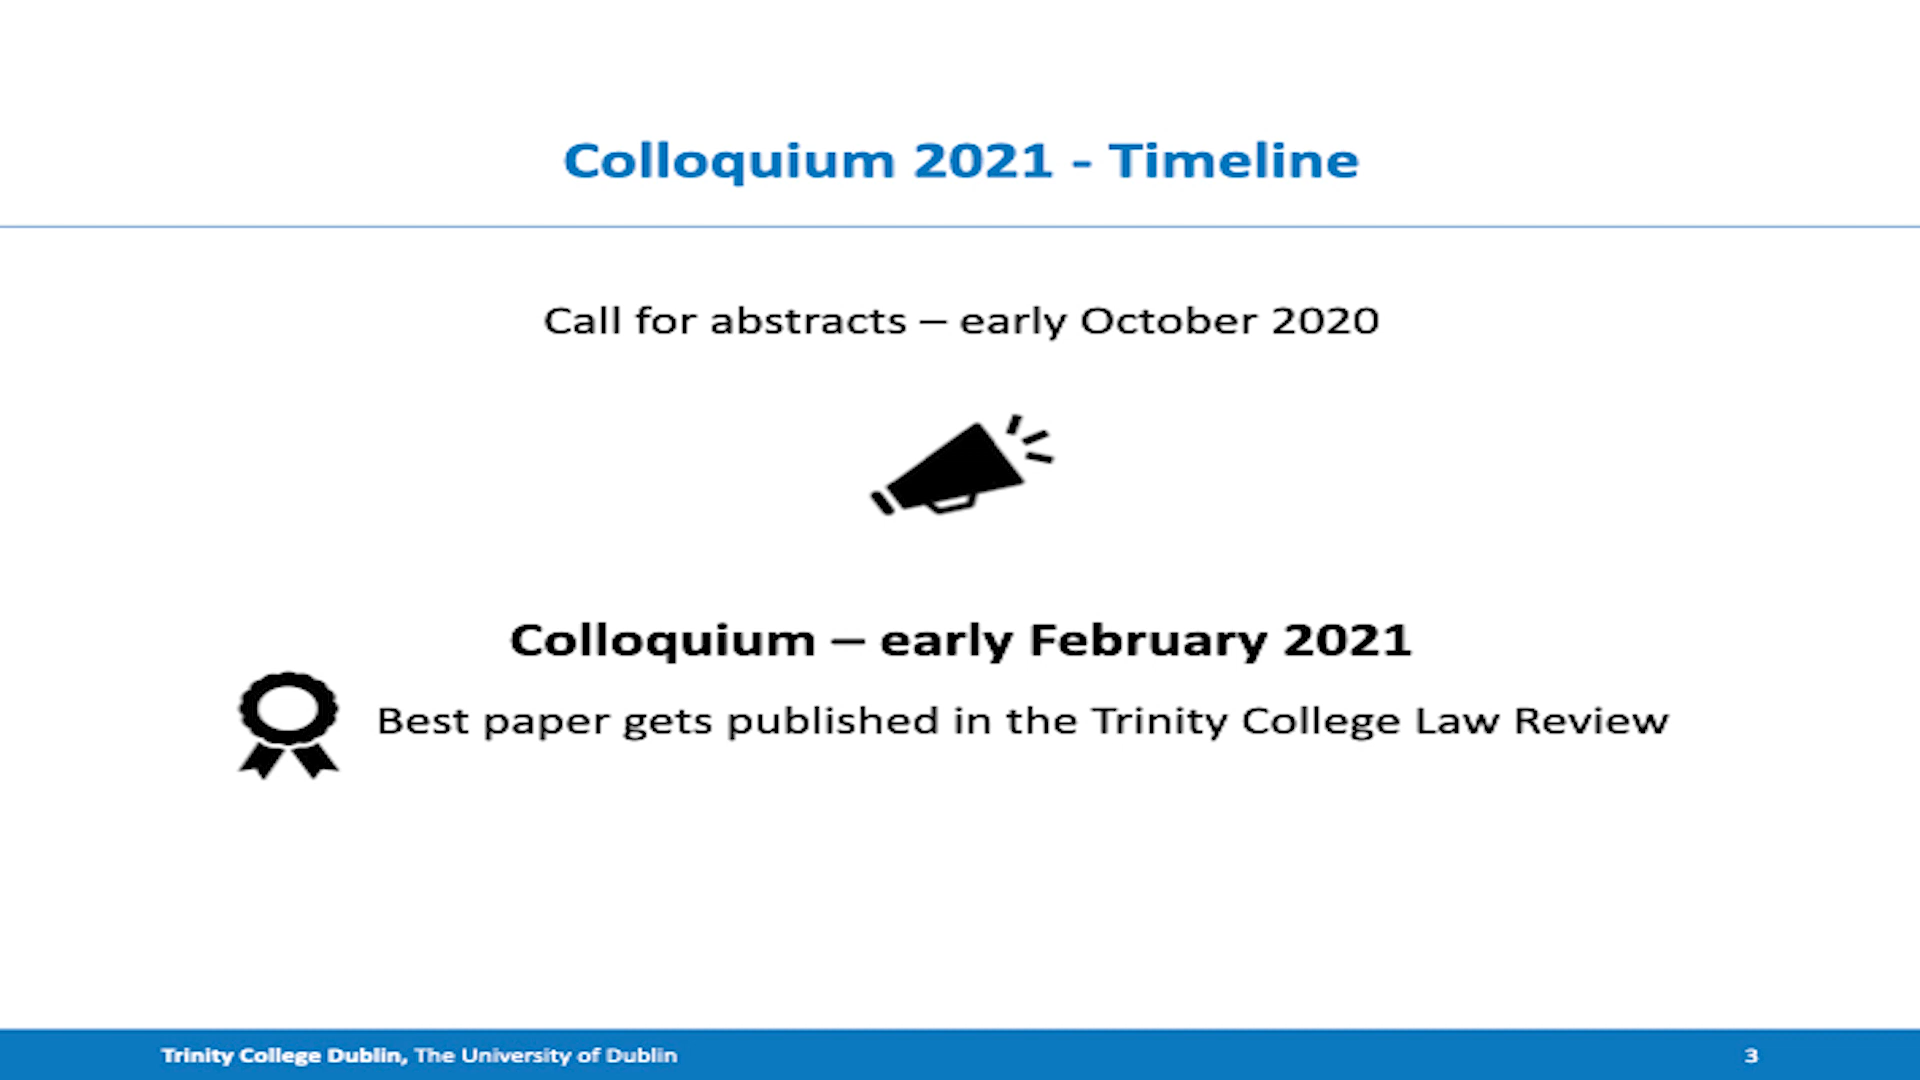 Colloquium 2021 - Timeline
Call for abstracts – early October 2020
Colloquium – early February 2021
Best paper gets published in the Trinity College Law Review
Trinity College Dublin, The University of Dublin
3